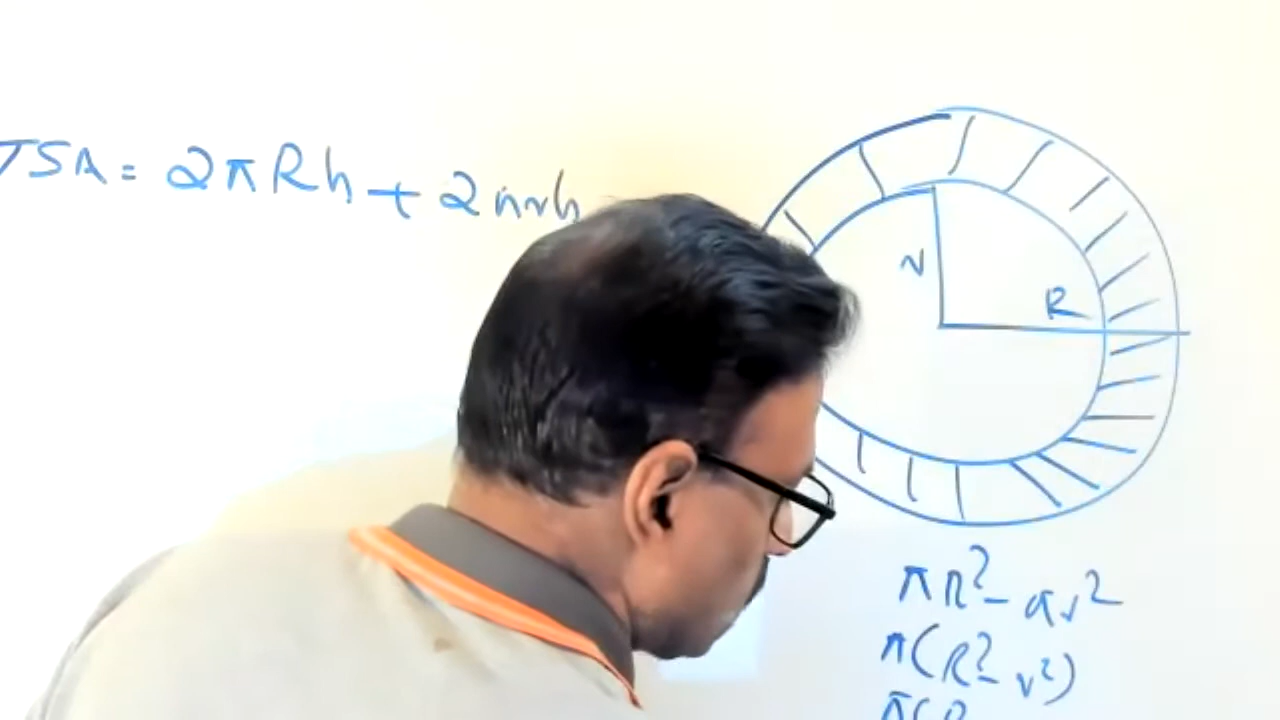 TSA = 2πRh + 2πrh
r
R
πR² - πr²
π(R² - r²)
π(R